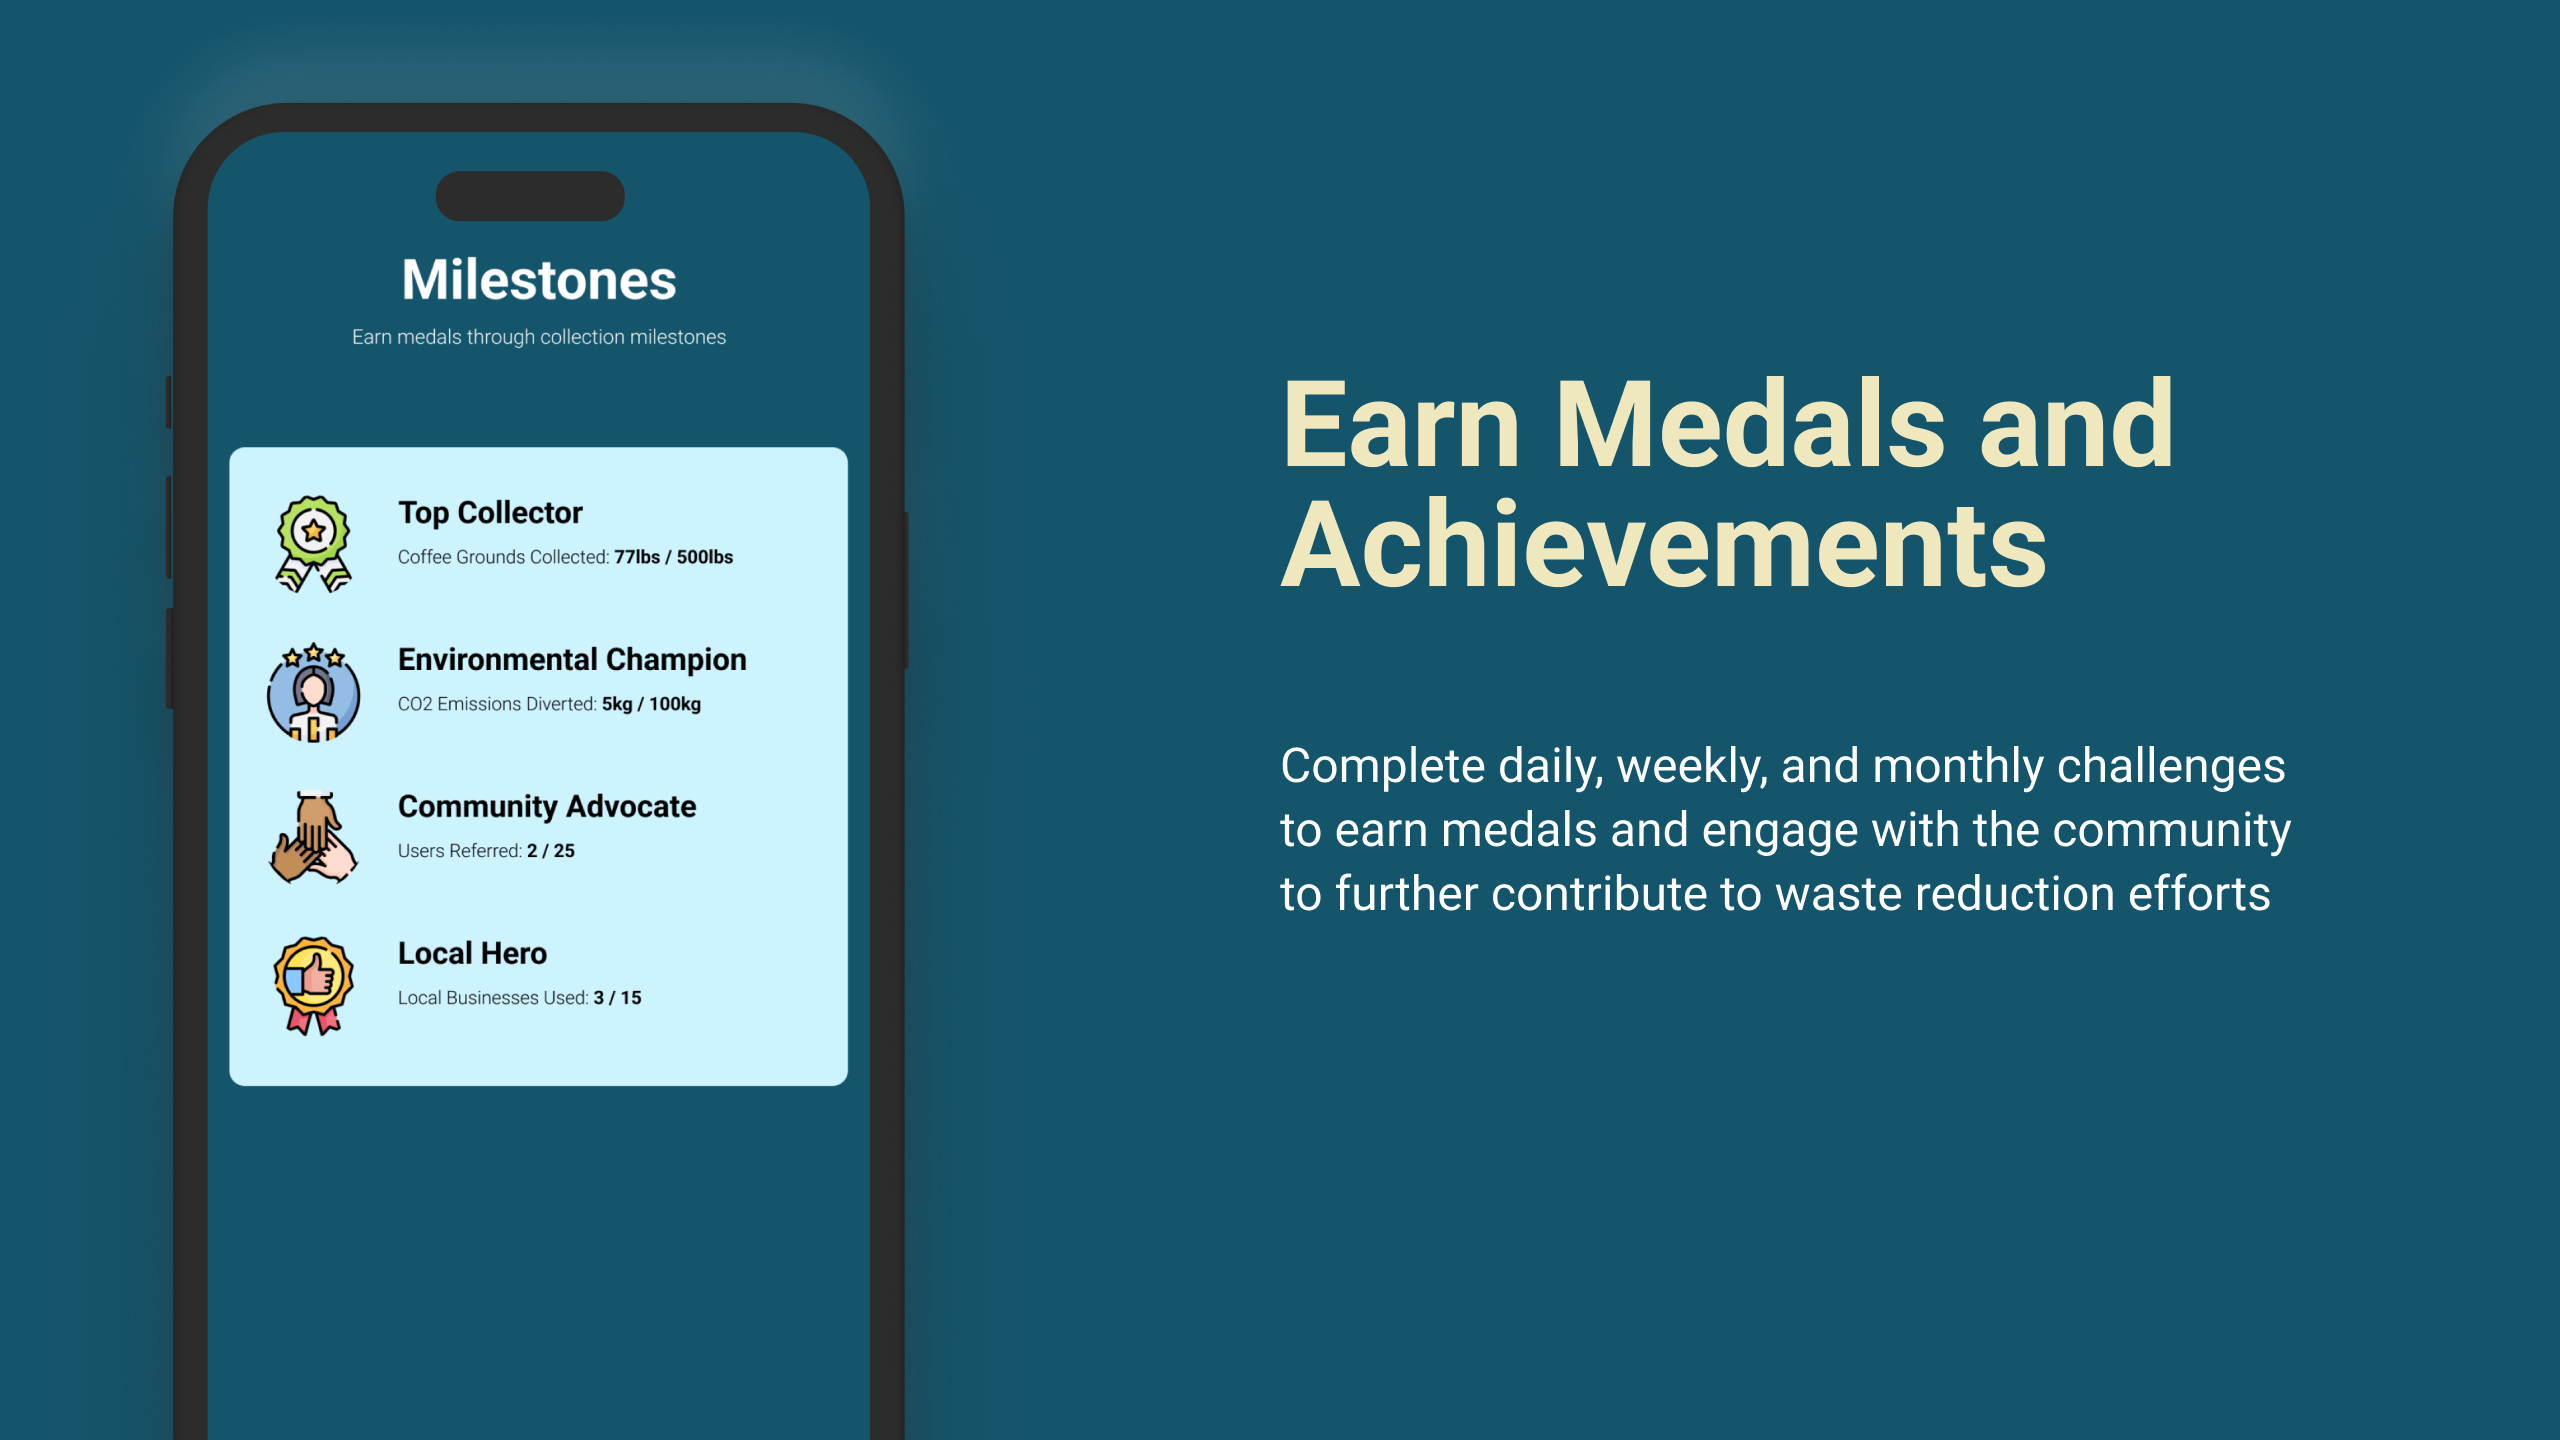 Milestones
Earn medals through collection milestones
Top Collector
Coffee Grounds Collected: 77lbs / 500lbs
Environmental Champion
CO2 Emissions Diverted: 5kg / 100kg
Community Advocate
Users Referred: 2 / 25
Local Hero
Local Businesses Used: 3 / 15
Earn Medals and
Achievements
Complete daily, weekly, and monthly challenges
to earn medals and engage with the community
to further contribute to waste reduction efforts